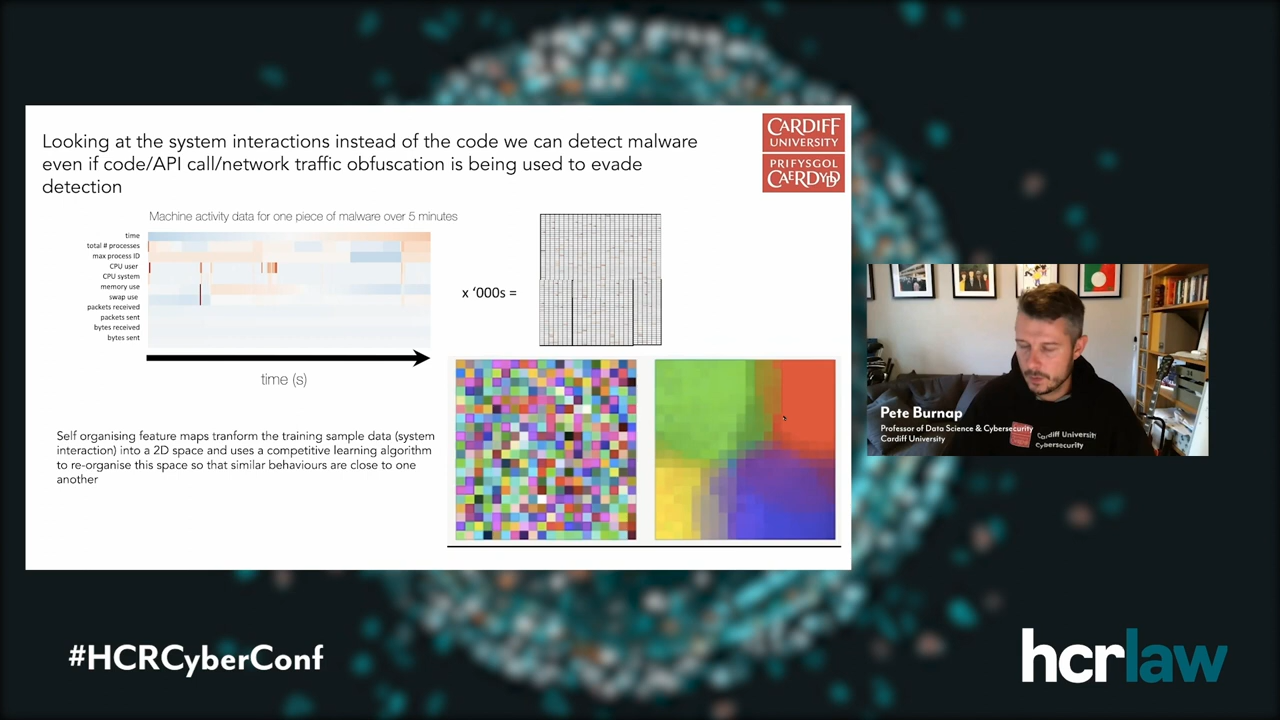 Looking at the system interactions instead of the code we can detect malware
even if code/API call/network traffic obfuscation is being used to evade
detection
CARDIFF
UNIVERSITY
PRIFYSGOL
CAERDYDD
Machine activity data for one piece of malware over 5 minutes
time
total # processes
max process ID
CPU user
CPU system
memory use
swap use
packets received
packets sent
bytes received
bytes sent
time (s)
x ‘000s =
Self organising feature maps tranform the training sample data (system
interaction) into a 2D space and uses a competitive learning algorithm
to re-organise this space so that similar behaviours are close to one
another
Pete Burnap
Professor of Data Science & Cybersecurity
Cardiff University
Cardiff University
Cybersecurity
#HCRCyberConf
hcrlaw